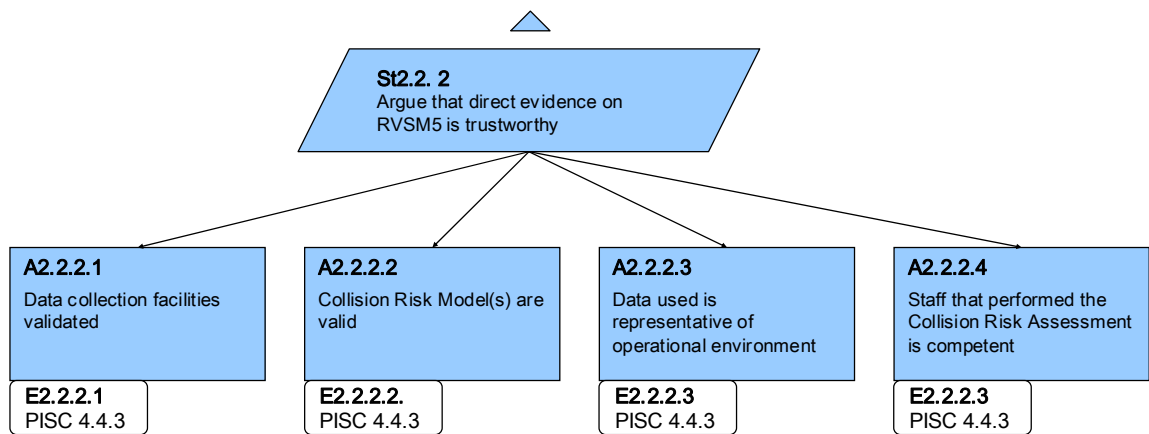 St2.2. 2
Argue that direct evidence on
RVSM5 is trustworthy
A2.2.2.1
Data collection facilities
validated
E2.2.2.1
PISC 4.4.3
A2.2.2.2
Collision Risk Model(s) are
valid
E2.2.2.2.
PISC 4.4.3
A2.2.2.3
Data used is
representative of
operational environment
E2.2.2.3
PISC 4.4.3
A2.2.2.4
Staff that performed the
Collision Risk Assessment
is competent
E2.2.2.3
PISC 4.4.3